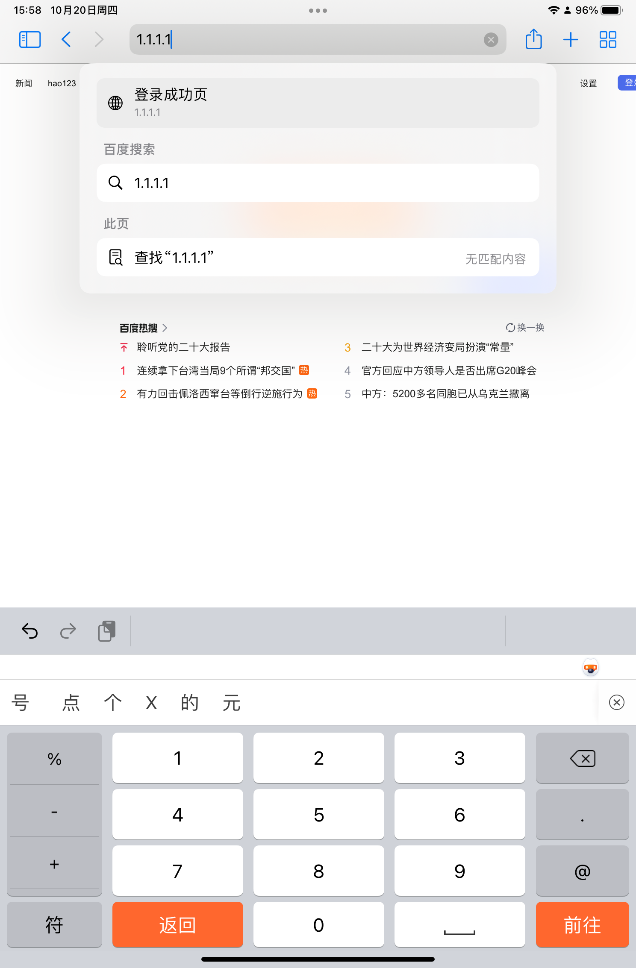 15:58 10月20日周四
96%
1.1.1.1
新闻 hao123
设置
登录成功页
1.1.1.1
百度搜索
1.1.1.1
此页
查找“1.1.1.1”
无匹配内容
百度热搜
换一换
聆听党的二十大报告
3 二十大为世界经济变局扮演“常量”
1 连续拿下台湾当局9个所谓“邦交国” 热
4 官方回应中方领导人是否出席G20峰会
2 有力回击佩洛西窜台等倒行逆施行为 热
5 中方：5200多名同胞已从乌克兰撤离
号 点 个 X 的 元
% 1 2 3
- 4 5 6 .
+ 7 8 9 @
符 返回 0 前往